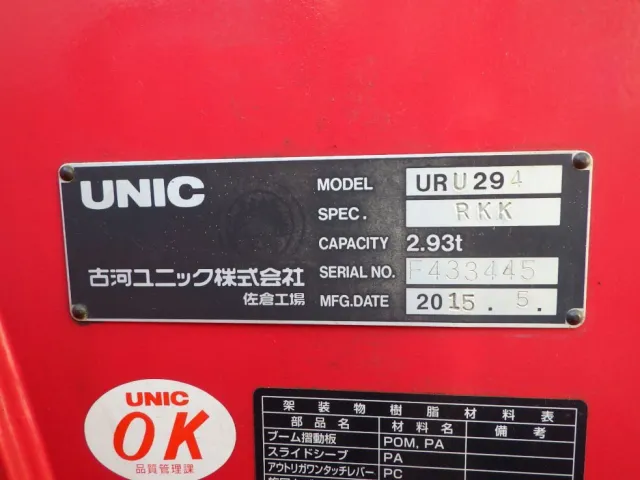 UNIC
MODEL URU294
SPEC. RKK
CAPACITY 2.93t
古河ユニック株式会社
SERIAL NO. F433445
佐倉工場
MFG.DATE 2015. 5.
UNIC
OK
品質管理課
架装物樹脂材料表
部品名 材料名 備考
ブーム摺動板 POM, PA
スライドシーブ PA
アウトリガワンタッチレバー PC